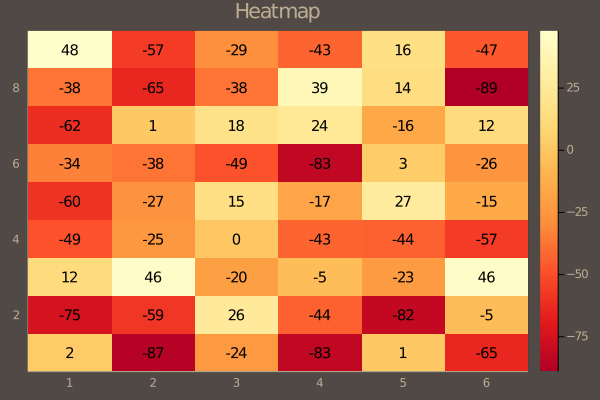 Heatmap
48 -57 -29 -43 16 -47
8 -38 -65 -38 39 14 -89 25
-62 1 18 24 -16 12
6 -34 -38 -49 -83 3 -26 0
-60 -27 15 -17 27 -15 −25
4 -49 -25 0 -43 -44 -57
12 46 -20 -5 -23 46 −50
2 -75 -59 26 -44 -82 -5 −75
2 -87 -24 -83 1 -65
1 2 3 4 5 6